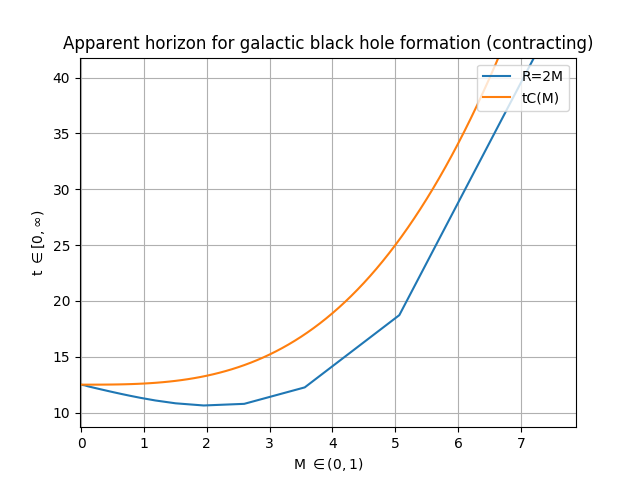 Apparent horizon for galactic black hole formation (contracting)
R=2M
tC(M)
40
35
30
25
20
15
10
t ∈ [0, ∞)
0 1 2 3 4 5 6 7
M ∈ (0, 1)